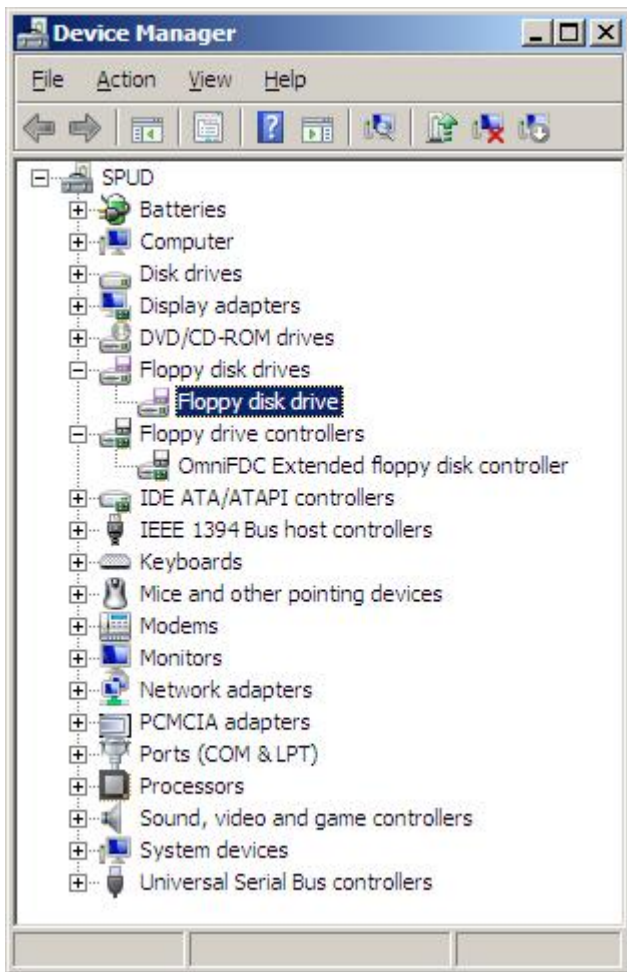 Device Manager
File Action View Help
SPUD
Batteries
Computer
Disk drives
Display adapters
DVD/CD-ROM drives
Floppy disk drives
Floppy disk drive
Floppy drive controllers
OmniFDC Extended floppy disk controller
IDE ATA/ATAPI controllers
IEEE 1394 Bus host controllers
Keyboards
Mice and other pointing devices
Modems
Monitors
Network adapters
PCMCIA adapters
Ports (COM & LPT)
Processors
Sound, video and game controllers
System devices
Universal Serial Bus controllers